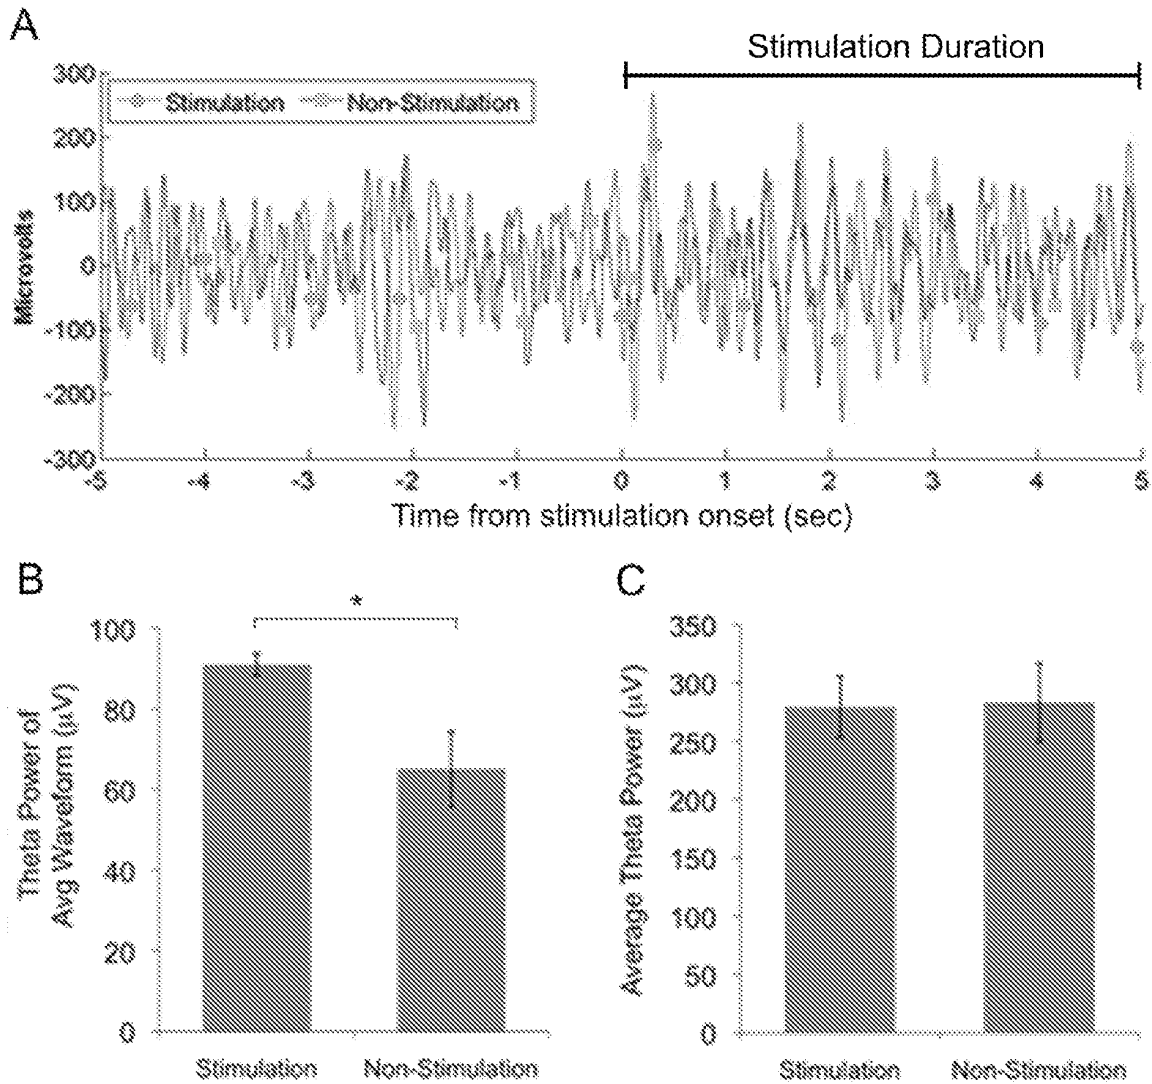 A
Stimulation Duration
300
Stimulation Non-Stimulation
200
100
0
-100
-200
-300
Microvolts
-5 -4 -3 -2 -1 0 1 2 3 4 5
Time from stimulation onset (sec)
B
*
100
80
60
40
20
0
Theta Power of
Avg Waveform (μV)
Stimulation Non-Stimulation
C
350
300
250
200
150
100
50
0
Average Theta Power (μV)
Stimulation Non-Stimulation